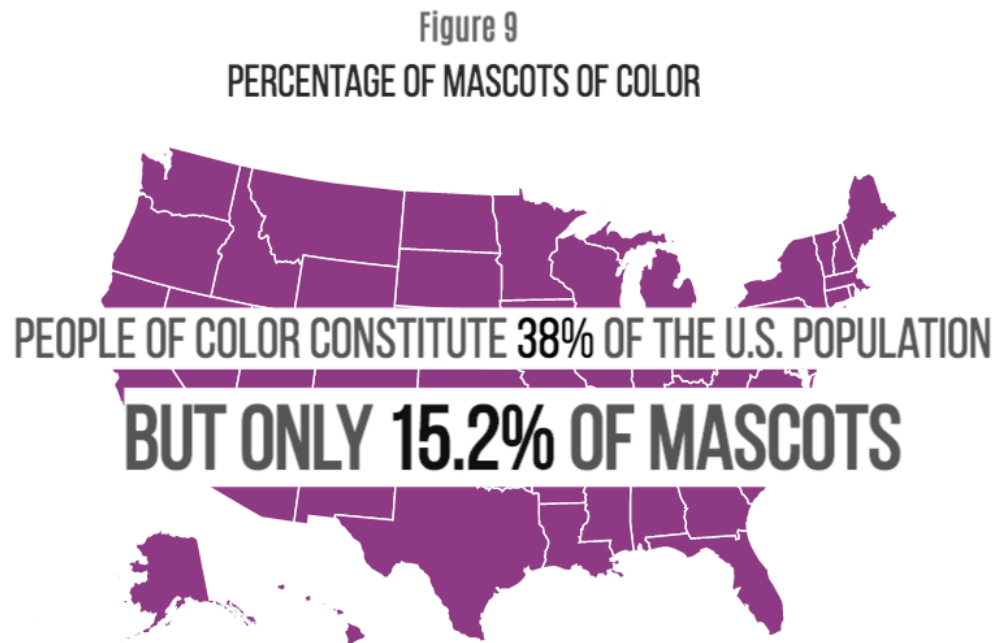 Figure 9
PERCENTAGE OF MASCOTS OF COLOR
PEOPLE OF COLOR CONSTITUTE 38% OF THE U.S. POPULATION
BUT ONLY 15.2% OF MASCOTS